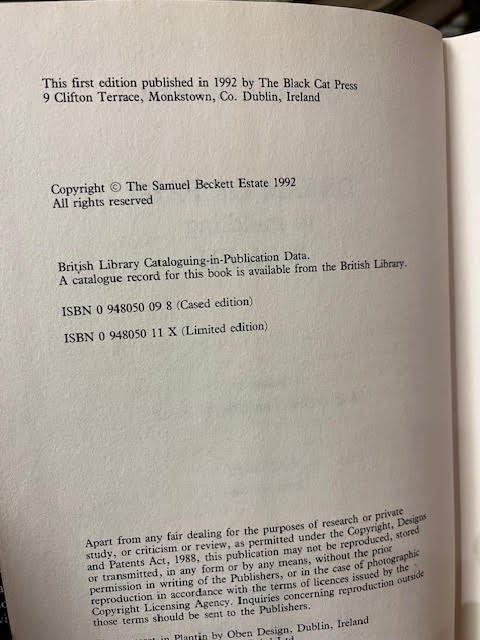 This first edition published in 1992 by The Black Cat Press
9 Clifton Terrace, Monkstown, Co. Dublin, Ireland
Copyright © The Samuel Beckett Estate 1992
All rights reserved
British Library Cataloguing-in-Publication Data.
A catalogue record for this book is available from the British Library.
ISBN 0 948050 09 8 (Cased edition)
ISBN 0 948050 11 X (Limited edition)
Apart from any fair dealing for the purposes of research or private
study, or criticism or review, as permitted under the Copyright, Designs
and Patents Act, 1988, this publication may not be reproduced, stored
or transmitted, in any form or by any means, without the prior
permission in writing of the Publishers, or in the case of photographic
reproduction in accordance with the terms of licences issued by the
Copyright Licensing Agency. Inquiries concerning reproduction outside
those terms should be sent to the Publishers.
in Plantin by Oben Design, Dublin, Ireland